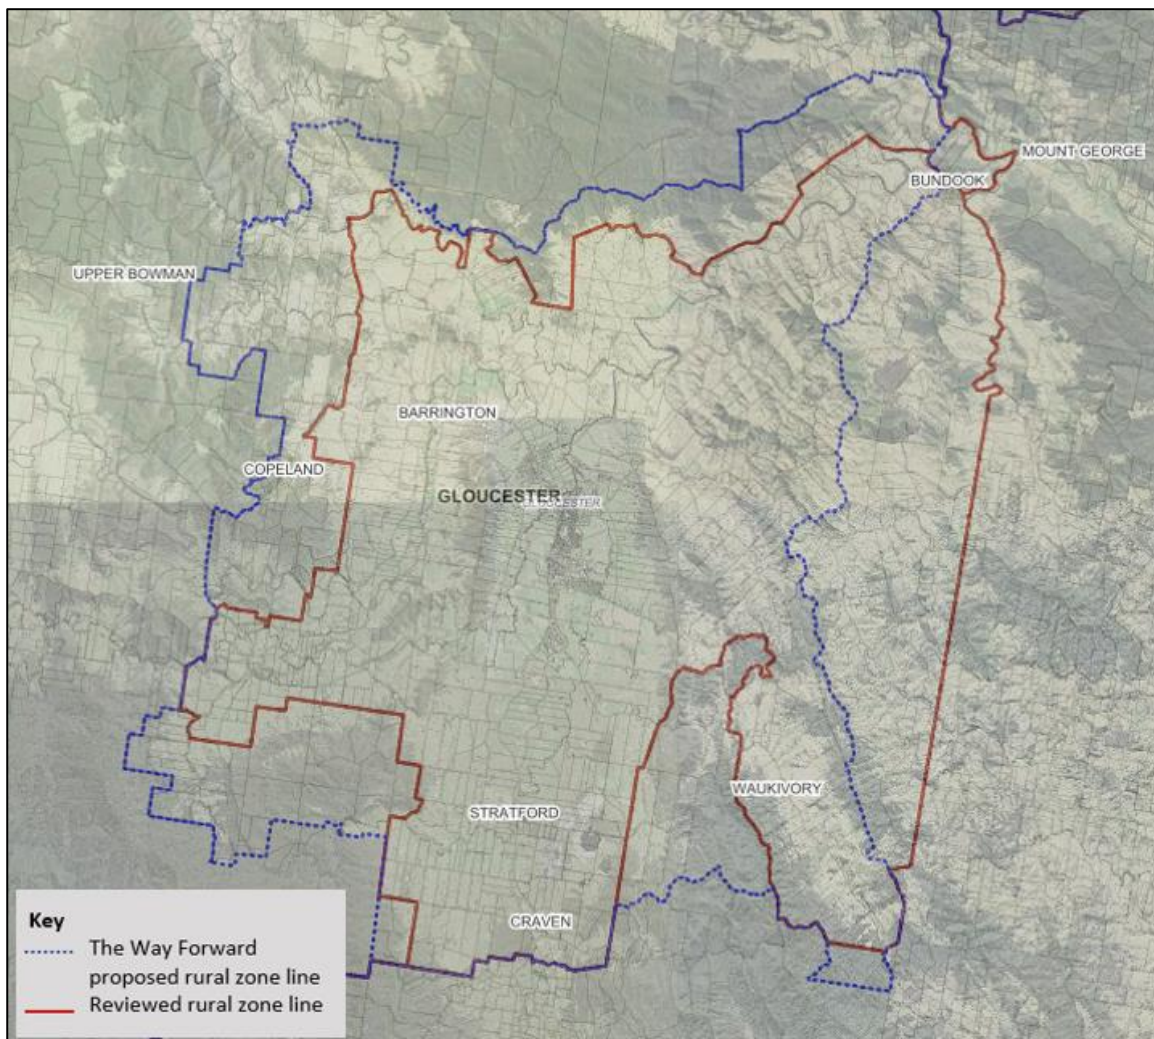 MOUNT GEORGE
BUNDOOK
UPPER BOWMAN
BARRINGTON
COPELAND
GLOUCESTER
GLOUCESTER
WAUKIVORY
STRATFORD
CRAVEN
Key
The Way Forward
proposed rural zone line
Reviewed rural zone line